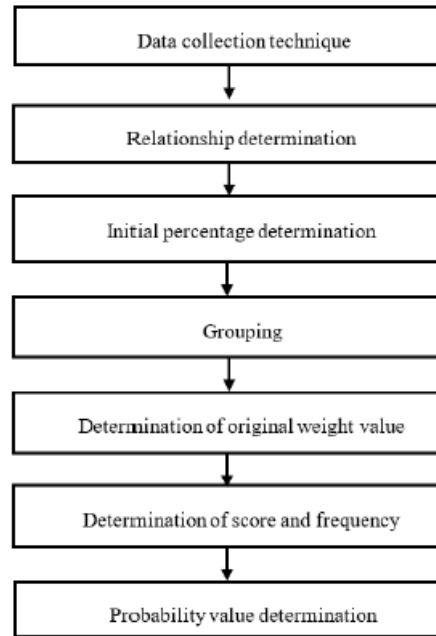 Data collection technique
Relationship determination
Initial percentage determination
Grouping
Determination of original weight value
Determination of score and frequency
Probability value determination